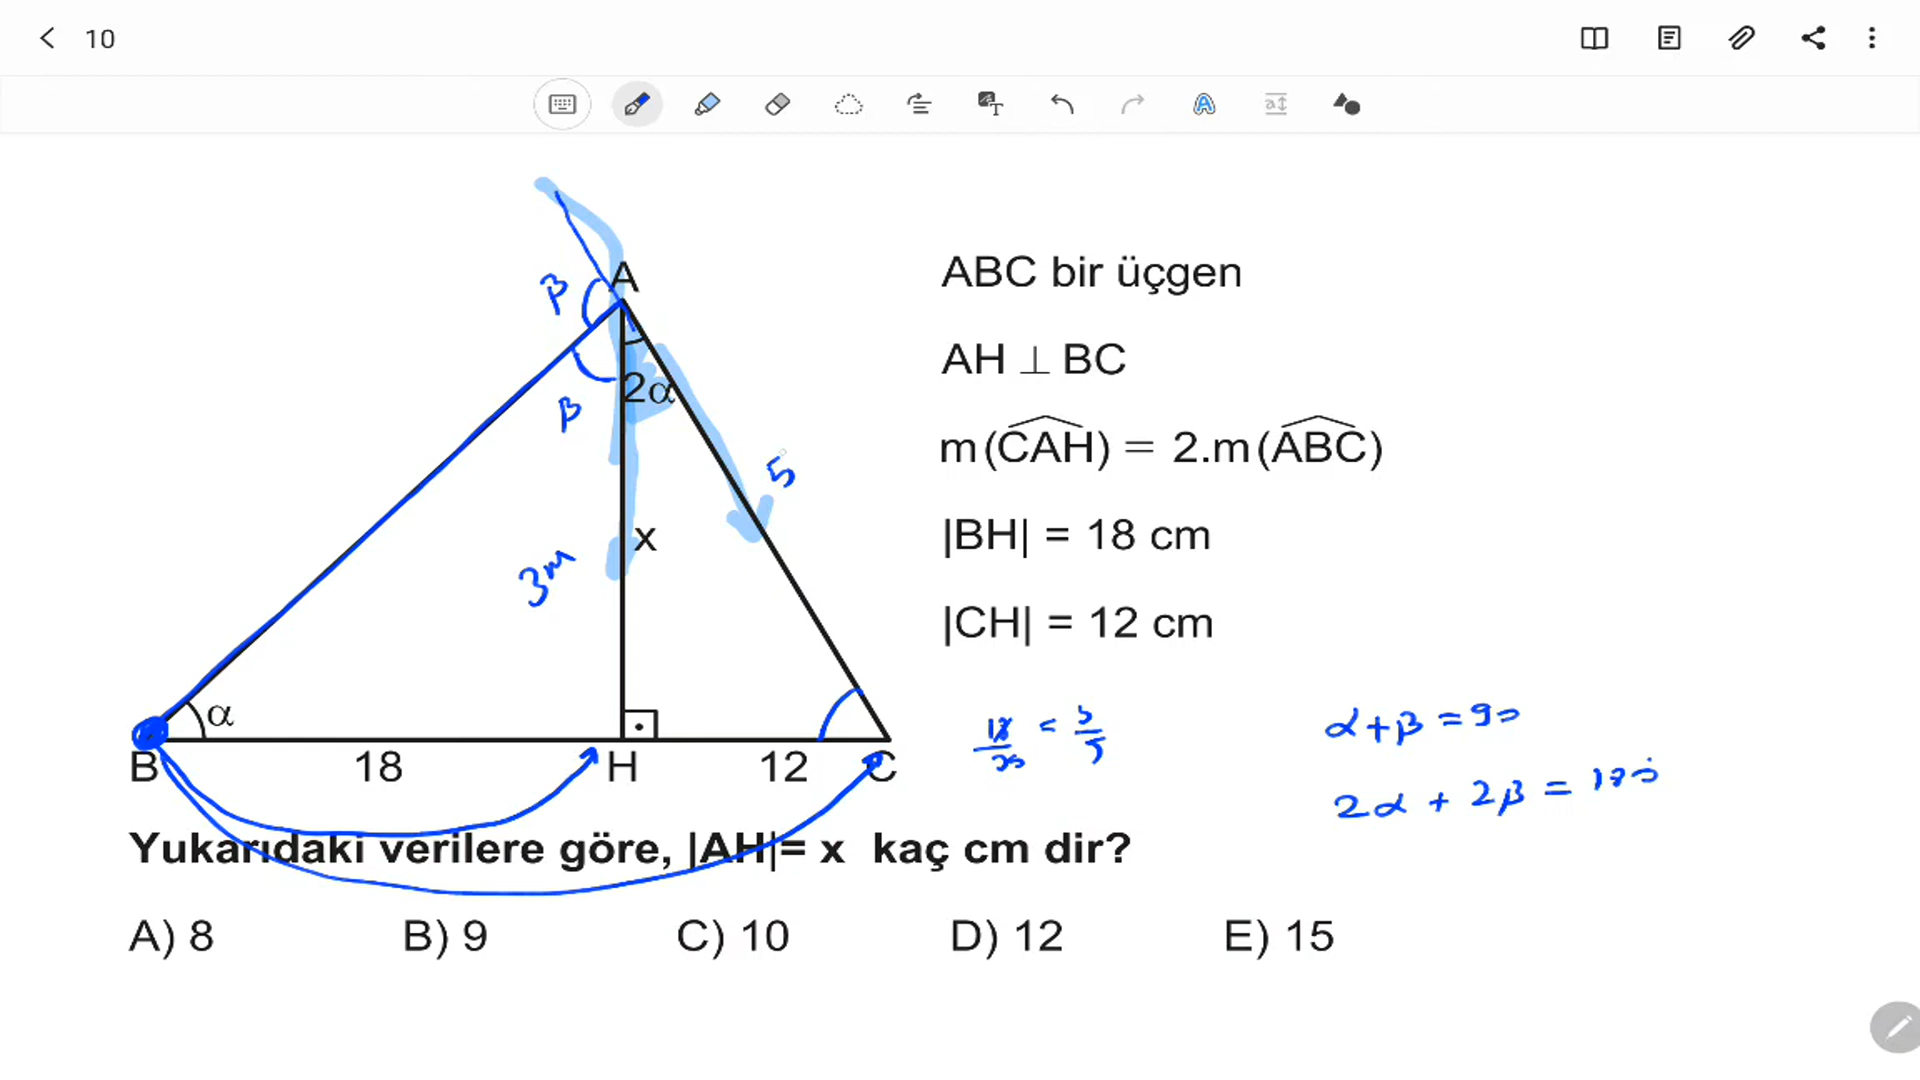 10
A
β
β
2α
5
x
3m
α
B
18
H
12
C
ABC bir üçgen
AH ⊥ BC
m(CAH) = 2.m(ABC)
|BH| = 18 cm
|CH| = 12 cm
α+β=90
2α + 2β = 180
Yukarıdaki verilere göre, |AH|= x kaç cm dir?
A) 8 B) 9 C) 10 D) 12 E) 15